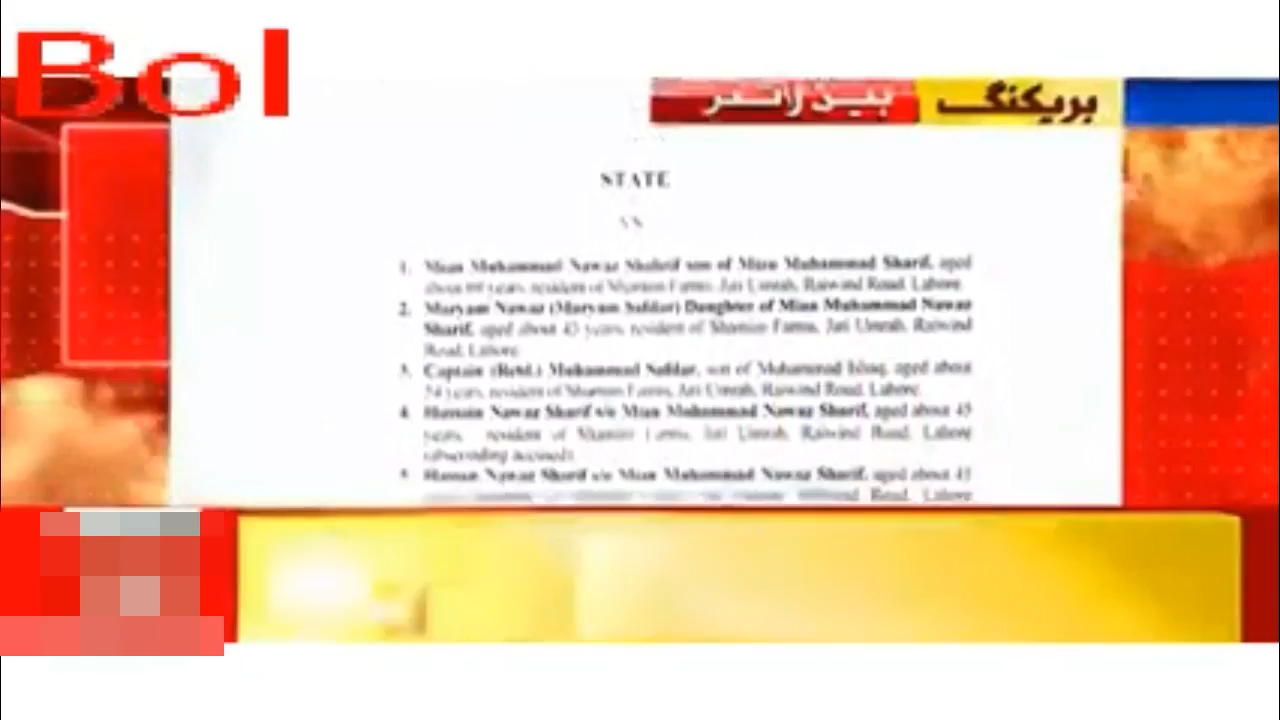 Bol
بریکنگ
STATE
VS
1. Mian Muhammad Nawaz Sharif son of Mian Muhammad Sharif, aged
about years, resident of Shamim Farms, Jati Umrah, Raiwind Road, Lahore.
2. Maryam Nawaz (Maryam Safdar) Daughter of Mian Muhammad Nawaz
Sharif, aged about 43 years, resident of Shamim Farms, Jati Umrah, Raiwind
Road, Lahore.
3. Captain (Retd.) Muhammad Safdar, son of Muhammad Ishaq, aged about
54 years, resident of Shamim Farms, Jati Umrah, Raiwind Road, Lahore.
4. Hussain Nawaz Sharif s/o Mian Muhammad Nawaz Sharif, aged about 45
years, resident of Shamim Farms, Jati Umrah, Raiwind Road, Lahore
(absconding accused).
5. Hassan Nawaz Sharif s/o Mian Muhammad Nawaz Sharif, aged about 41
Road, Lahore